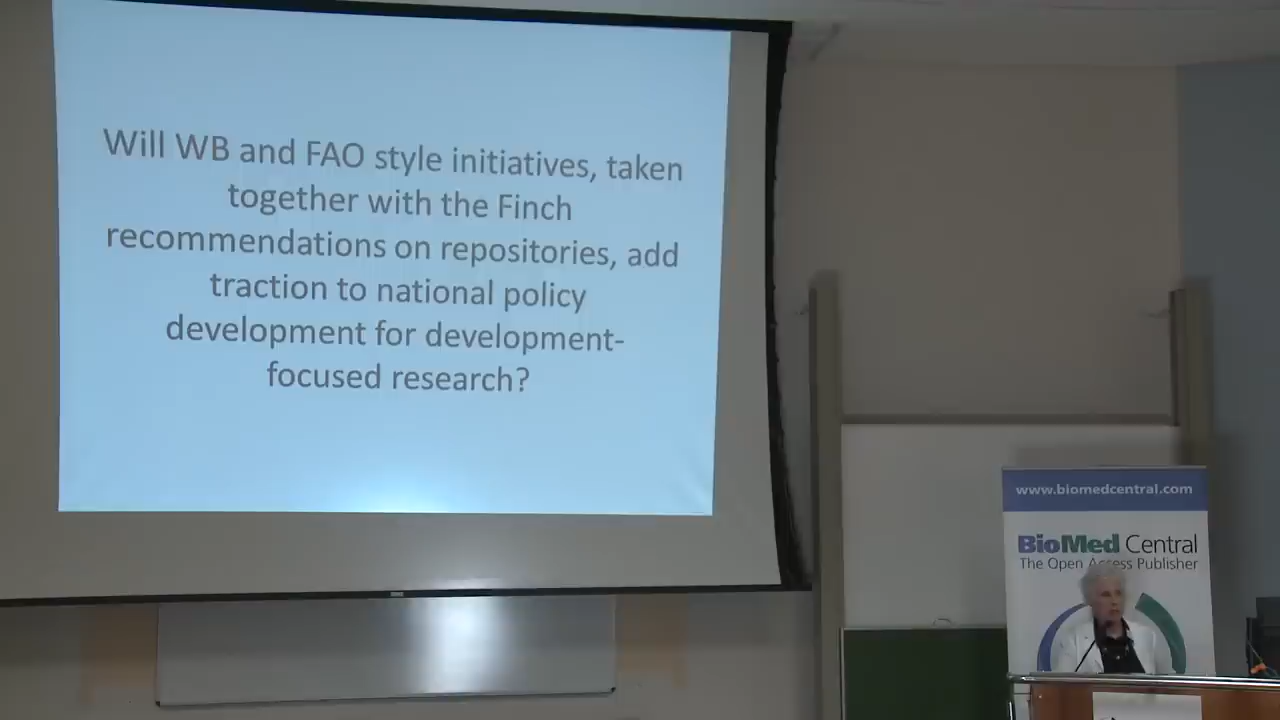 Will WB and FAO style initiatives, taken
together with the Finch
recommendations on repositories, add
traction to national policy
development for development-
focused research?
www.biomedcentral.com
BioMed Central
The Open Access Publisher